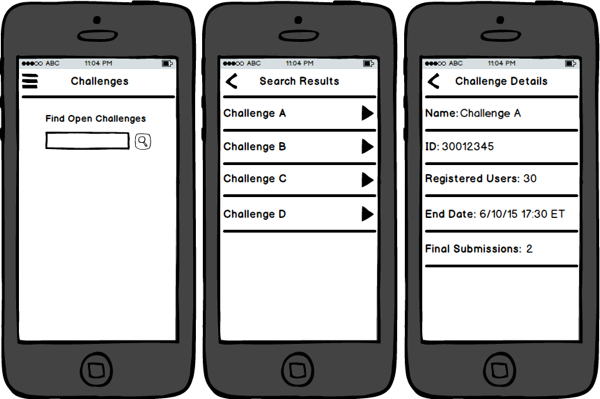 ABC 11:04 PM
Challenges
Find Open Challenges
ABC 11:04 PM
Search Results
Challenge A
Challenge B
Challenge C
Challenge D
ABC 11:04 PM
Challenge Details
Name: Challenge A
ID: 30012345
Registered Users: 30
End Date: 6/10/15 17:30 ET
Final Submissions: 2